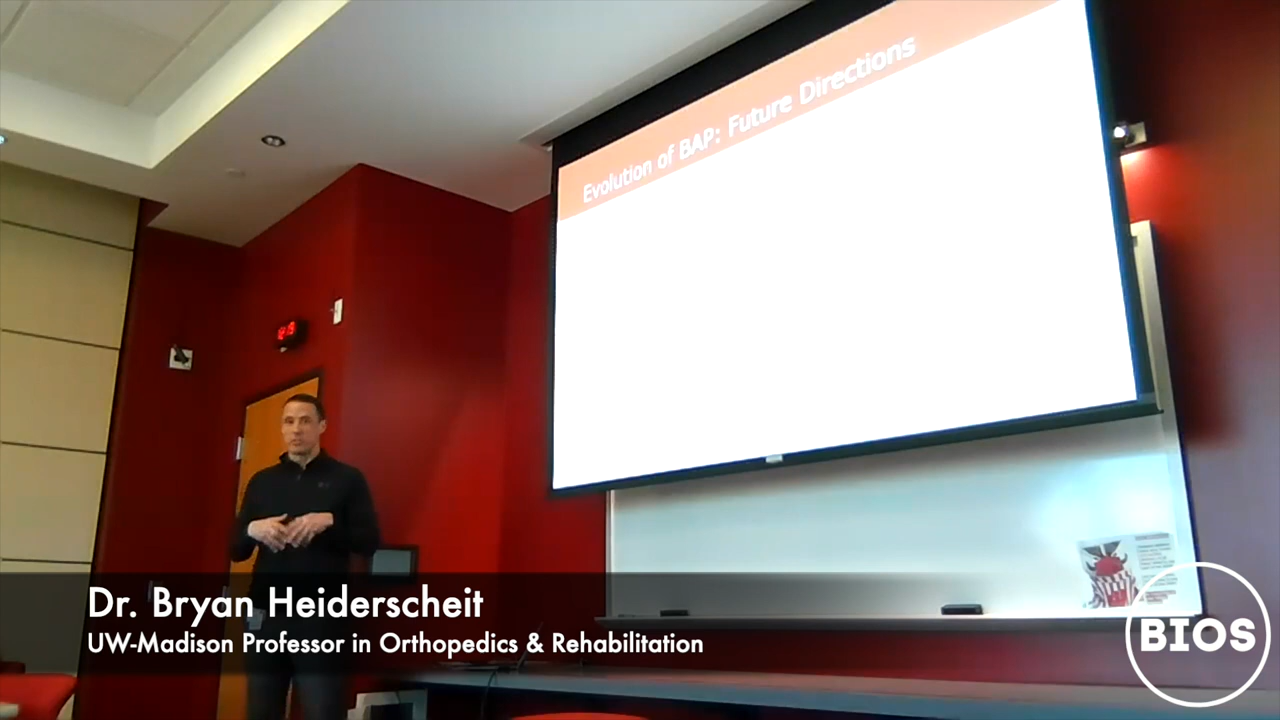 Evolution of BAP: Future Directions
Dr. Bryan Heiderscheit
UW-Madison Professor in Orthopedics & Rehabilitation
BIOS